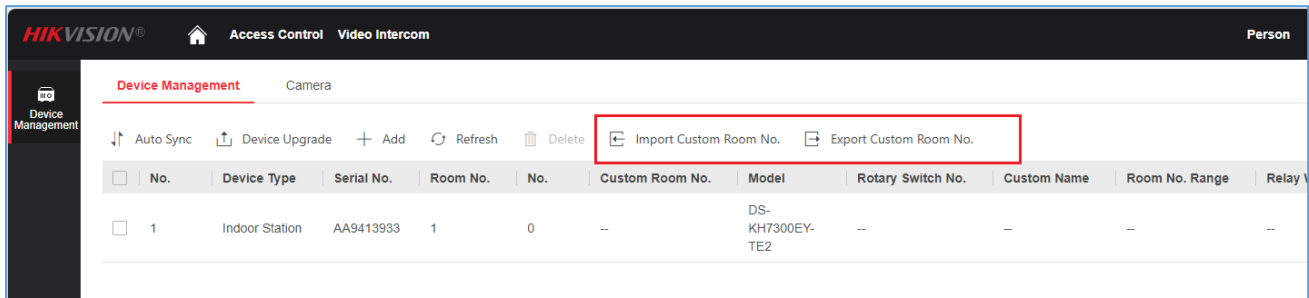 HIKVISION® Access Control Video Intercom Person
Device Management Camera
Device
Management
Auto Sync Device Upgrade Add Refresh Delete Import Custom Room No. Export Custom Room No.
No. Device Type Serial No. Room No. No. Custom Room No. Model Rotary Switch No. Custom Name Room No. Range Relay
1 Indoor Station AA9413933 1 0 -- DS- -- -- -- --
KH7300EY-
TE2